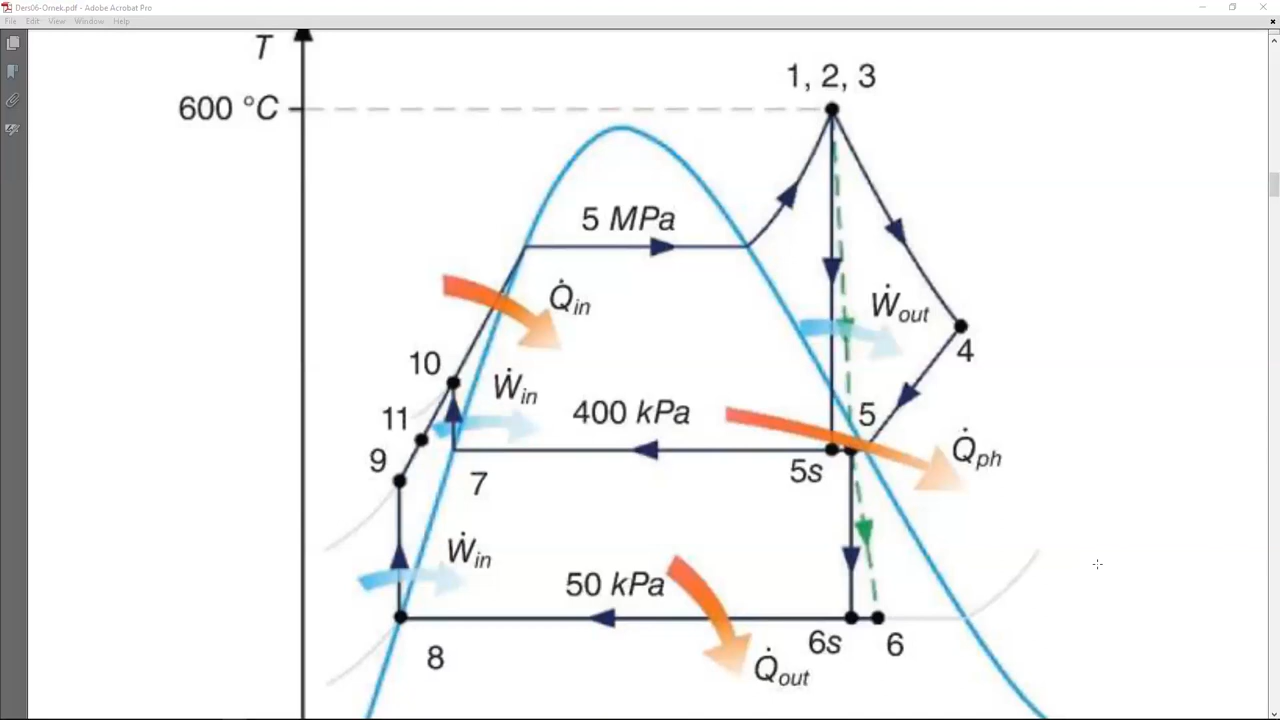 Ders06-Ornek.pdf - Adobe Acrobat Pro
File Edit View Window Help
T
1, 2, 3
600 °C
5 MPa
Q̇in
Ẇout
4
10
Ẇin
400 kPa
5
11
9
7
5s
Q̇ph
Ẇin
50 kPa
8
6s
6
Q̇out